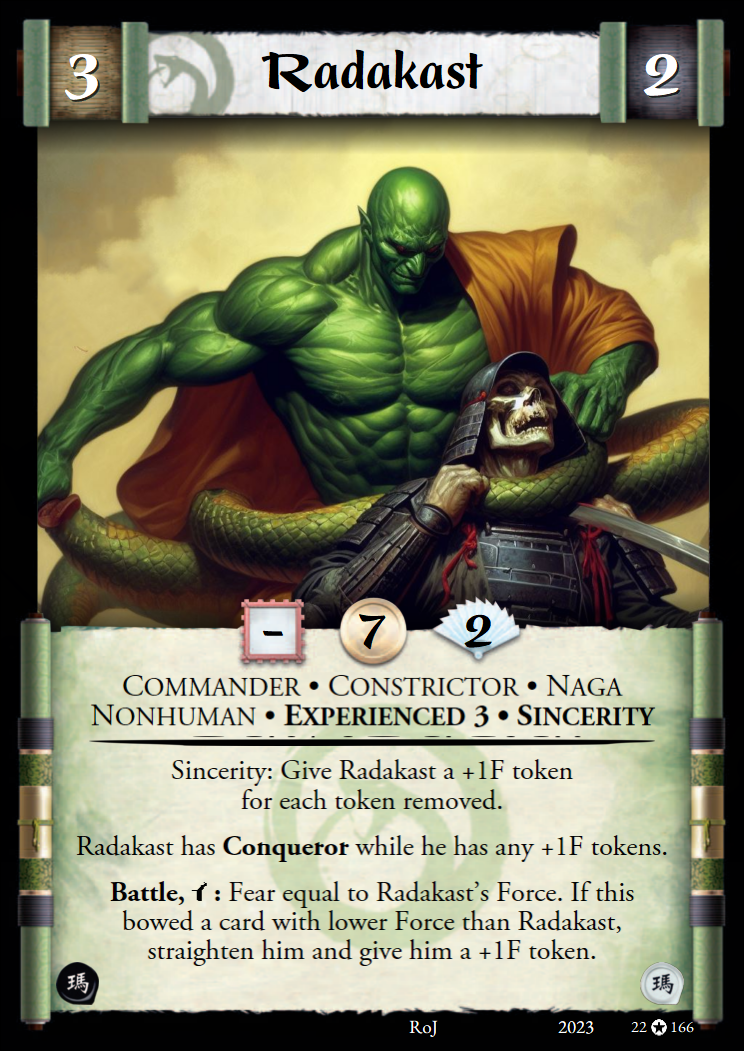 3
Radakast
2
- 7 2
COMMANDER • CONSTRICTOR • NAGA
NONHUMAN • EXPERIENCED 3 • SINCERITY
Sincerity: Give Radakast a +1F token
for each token removed.
Radakast has Conqueror while he has any +1F tokens.
Battle, : Fear equal to Radakast's Force. If this
bowed a card with lower Force than Radakast,
straighten him and give him a +1F token.
瑪 瑪
RoJ 2023 22 166